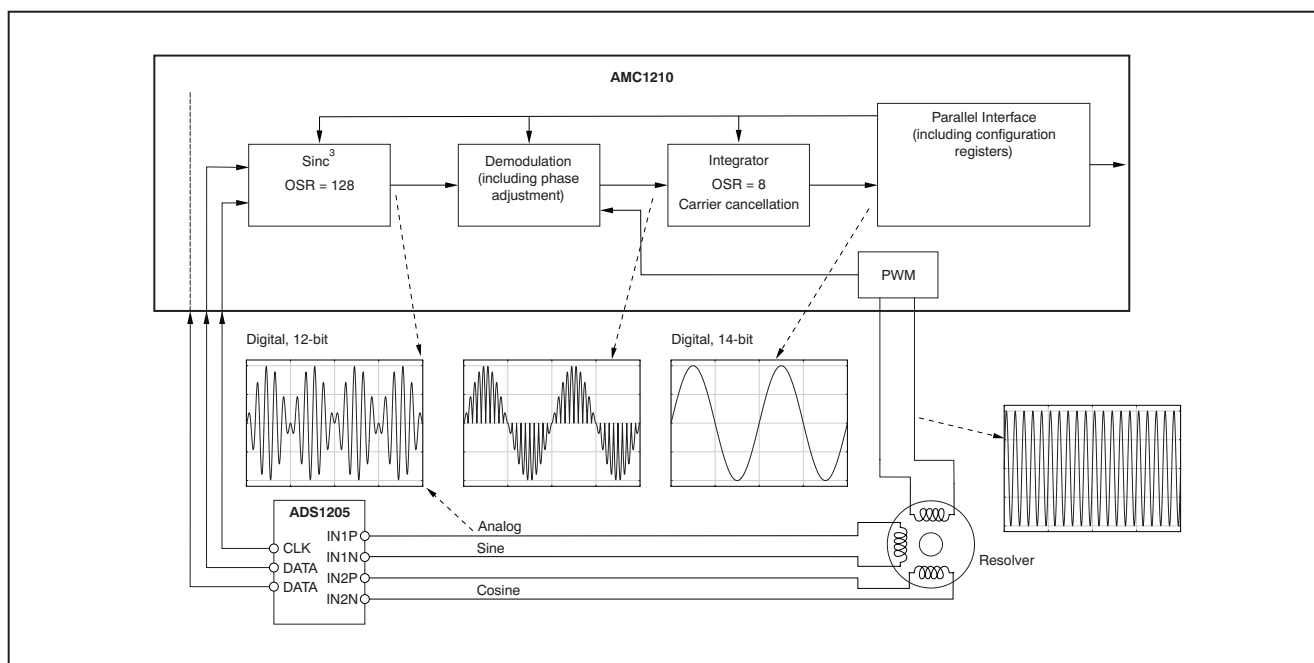 AMC1210
Sinc3
OSR = 128
Demodulation
(including phase
adjustment)
Integrator
OSR = 8
Carrier cancellation
Parallel Interface
(including configuration
registers)
PWM
Digital, 12-bit
Digital, 14-bit
ADS1205
CLK
DATA
DATA
IN1P
IN1N
IN2P
IN2N
Analog
Sine
Cosine
Resolver